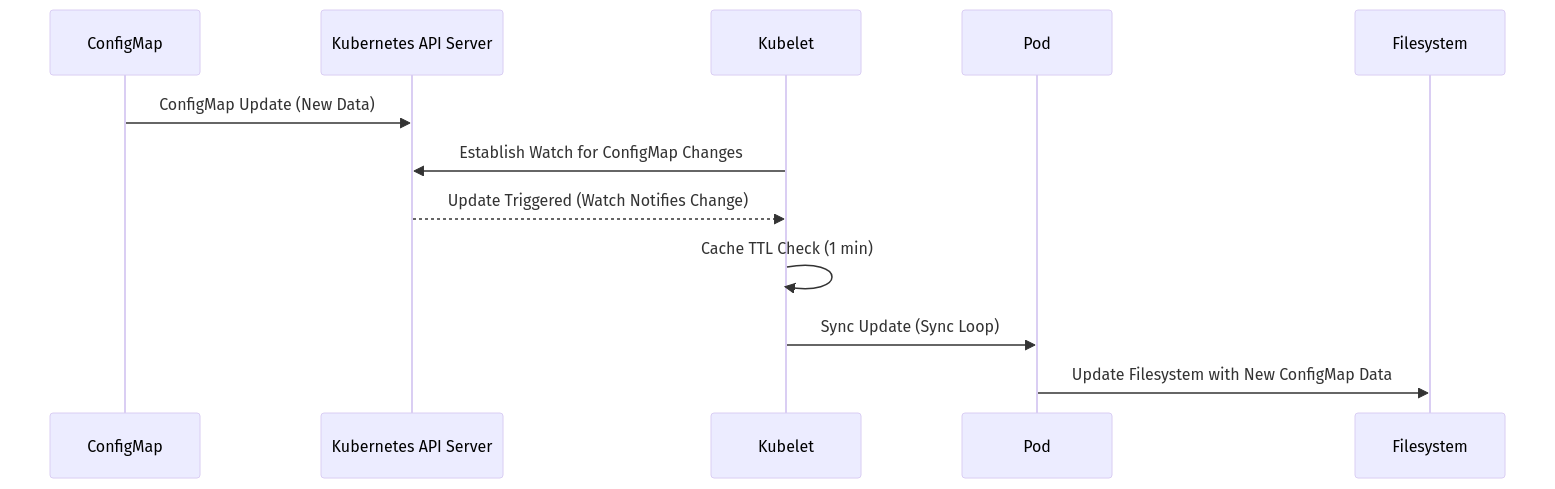 ConfigMap
Kubernetes API Server
Kubelet
Pod
Filesystem
ConfigMap Update (New Data)
Establish Watch for ConfigMap Changes
Update Triggered (Watch Notifies Change)
Cache TTL Check (1 min)
Sync Update (Sync Loop)
Update Filesystem with New ConfigMap Data
ConfigMap
Kubernetes API Server
Kubelet
Pod
Filesystem